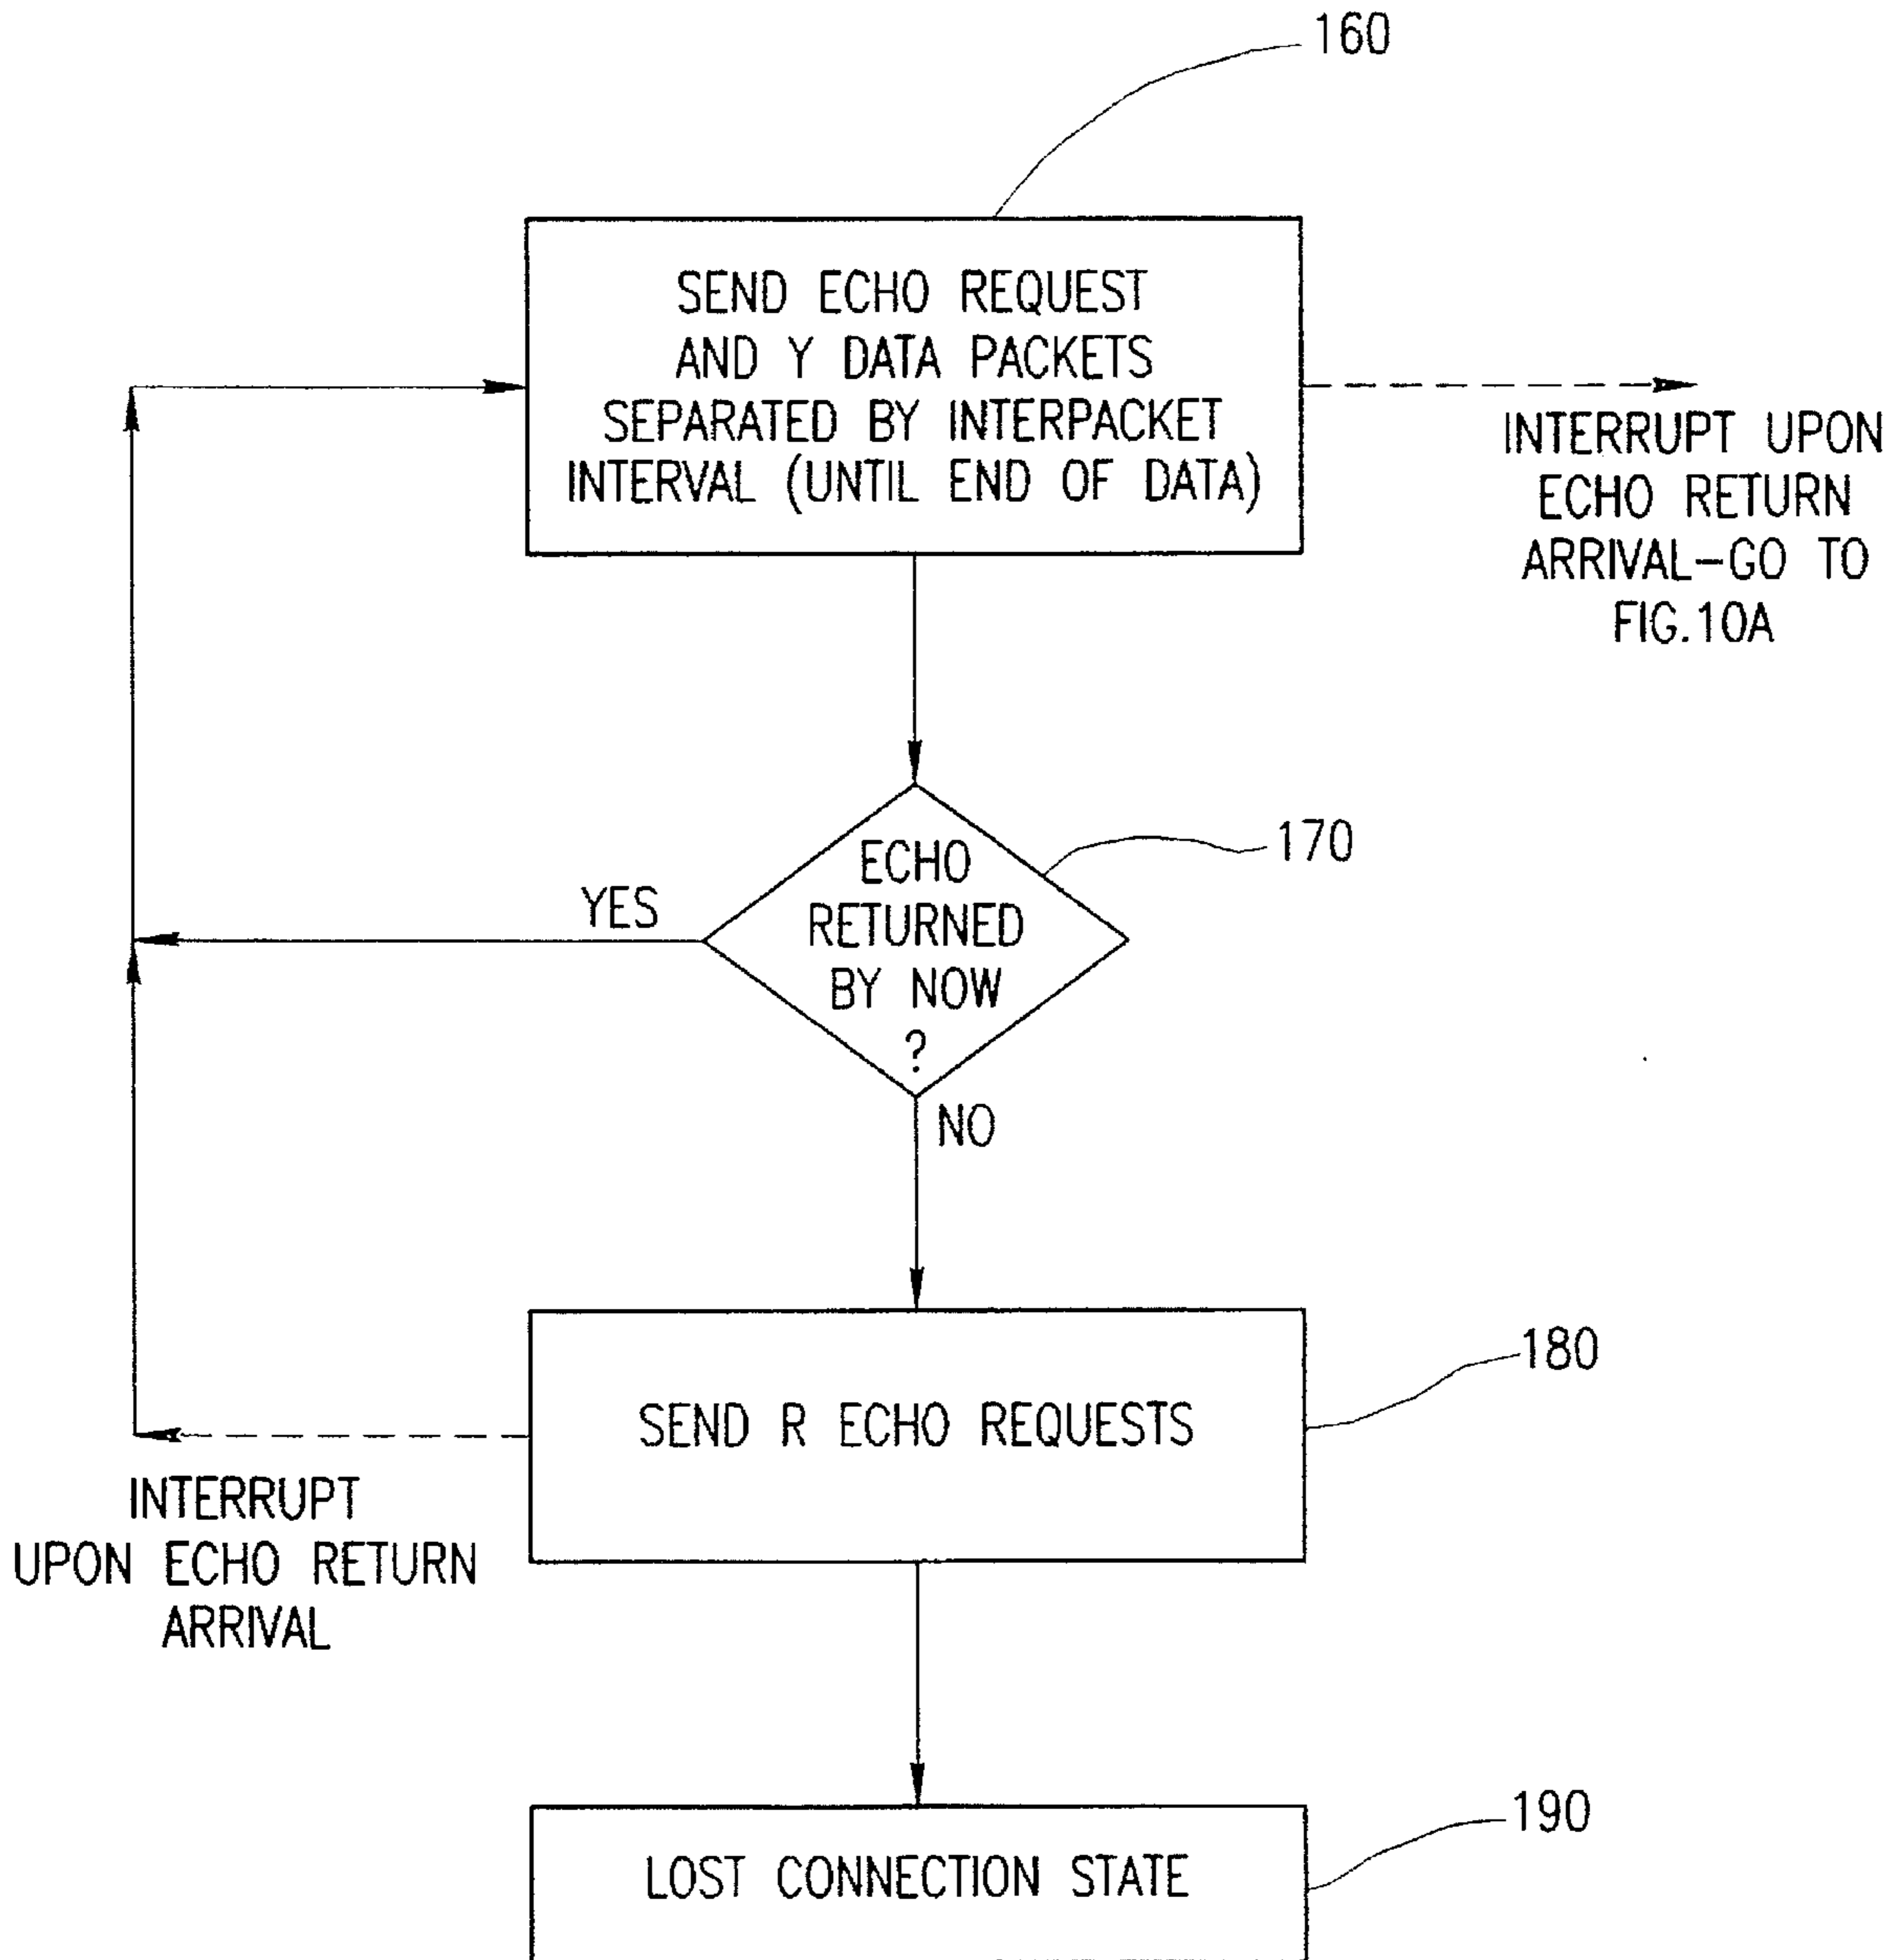 160
SEND ECHO REQUEST
AND Y DATA PACKETS
SEPARATED BY INTERPACKET
INTERVAL (UNTIL END OF DATA)
INTERRUPT UPON
ECHO RETURN
ARRIVAL-GO TO
FIG.10A
170
ECHO
RETURNED
BY NOW
?
YES
NO
180
SEND R ECHO REQUESTS
INTERRUPT
UPON ECHO RETURN
ARRIVAL
190
LOST CONNECTION STATE